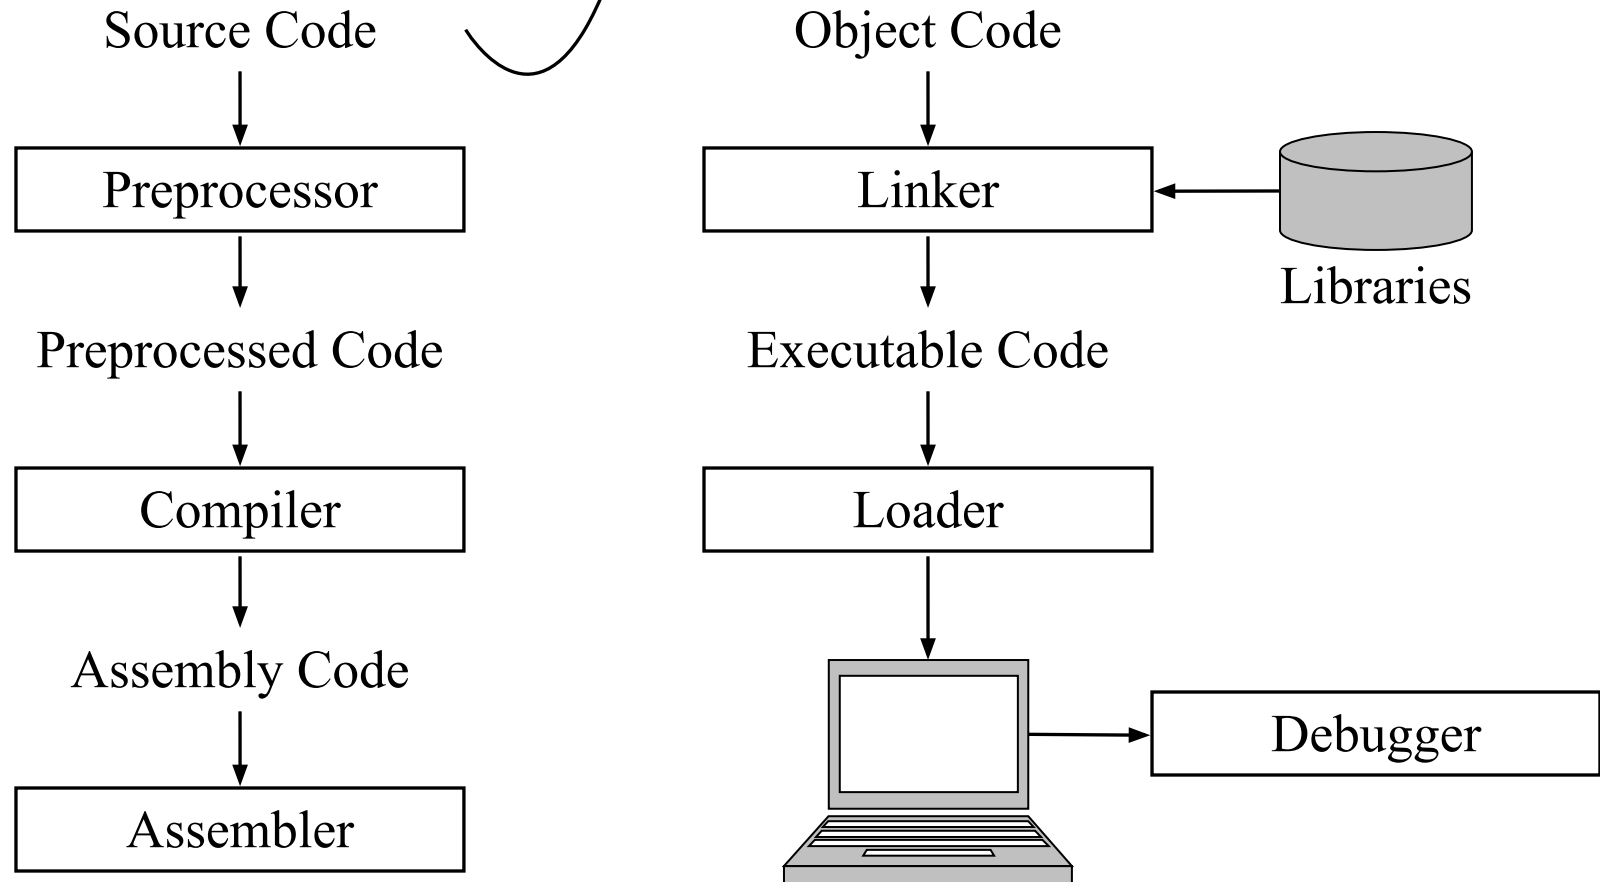 Source Code
Preprocessor
Preprocessed Code
Compiler
Assembly Code
Assembler
Object Code
Linker
Libraries
Executable Code
Loader
Debugger